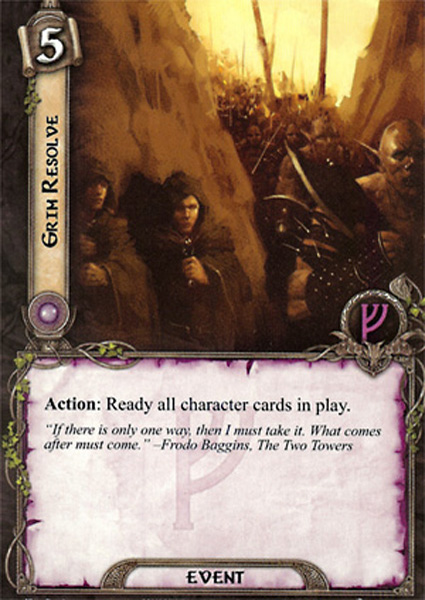 5
GRIM RESOLVE
Action: Ready all character cards in play.
“If there is only one way, then I must take it. What comes
after must come.” –Frodo Baggins, The Two Towers
EVENT